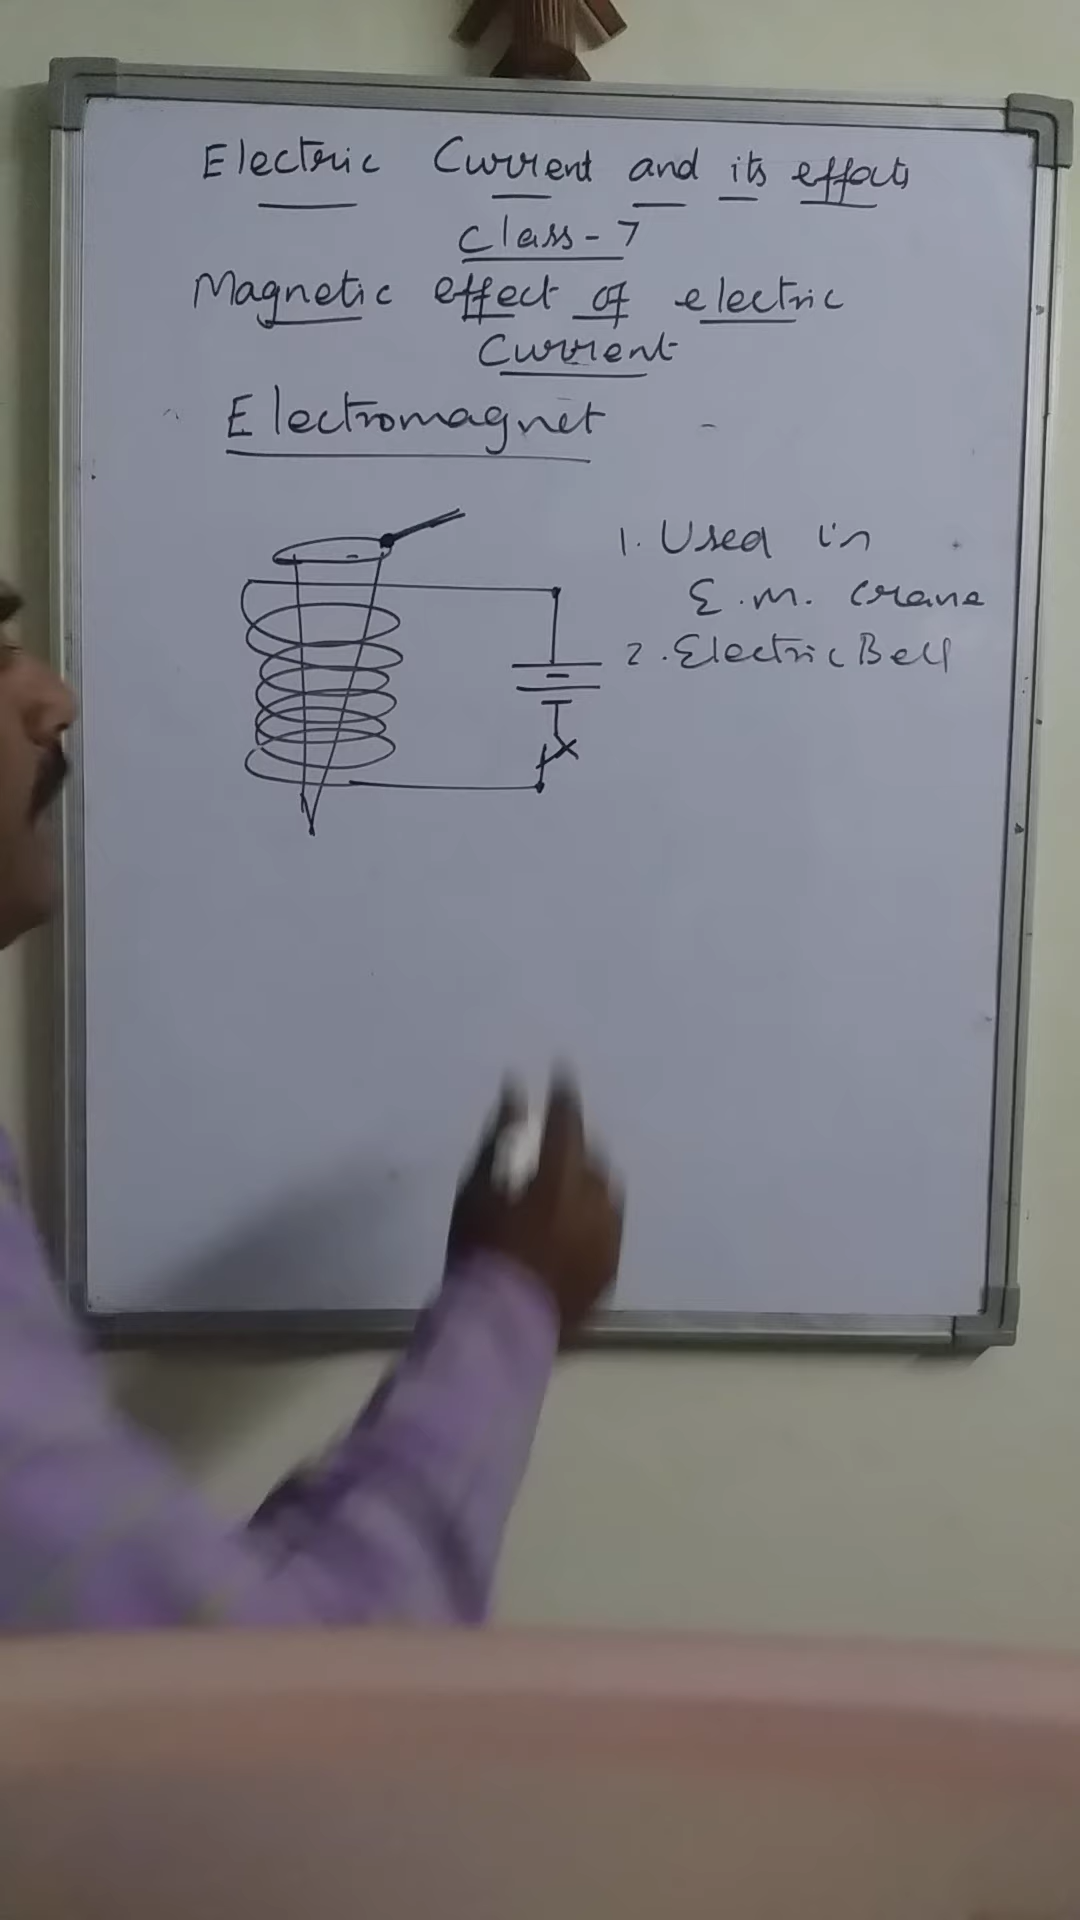 Electric Current and its effects
Class - 7
Magnetic effect of electric
Current
Electromagnet
1. Used in
E.m. crane
2. Electric Bell